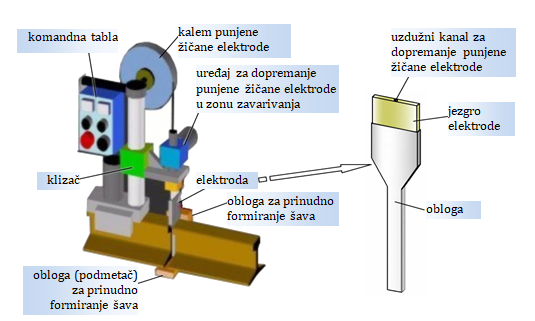 komandna tabla
kalem punjene
žičane elektrode
uređaj za dopremanje
punjene žičane elektrode
u zonu zavarivanja
klizač
elektroda
obloga za prinudno
formiranje šava
obloga (podmetač)
za prinudno
formiranje šava
uzdužni kanal za
dopremanje punjene
žičane elektrode
jezgro
elektrode
obloga